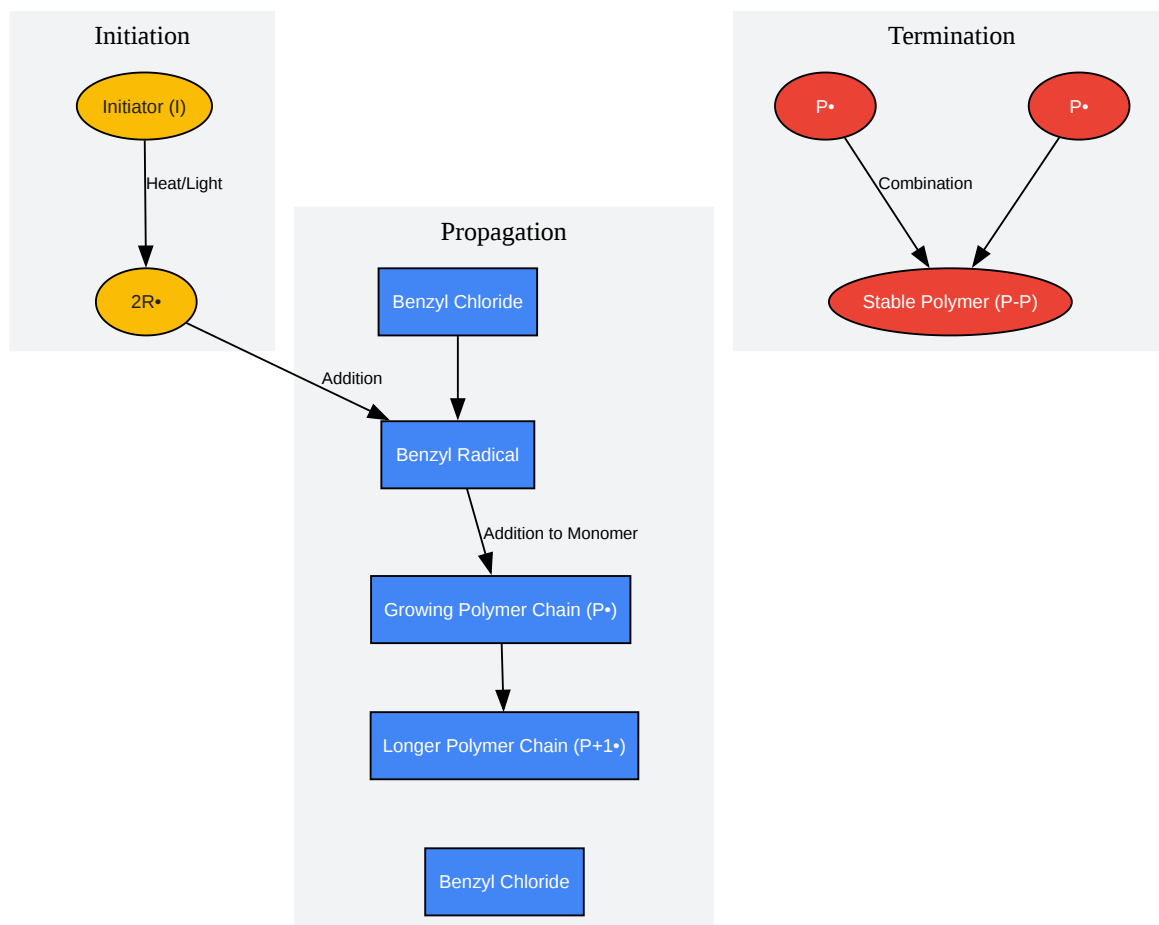 Initiation
Initiator (I)
Heat/Light
2R•
Addition
Propagation
Benzyl Chloride
Benzyl Radical
Addition to Monomer
Growing Polymer Chain (P•)
Longer Polymer Chain (P+1•)
Benzyl Chloride
Termination
P•
P•
Combination
Stable Polymer (P-P)